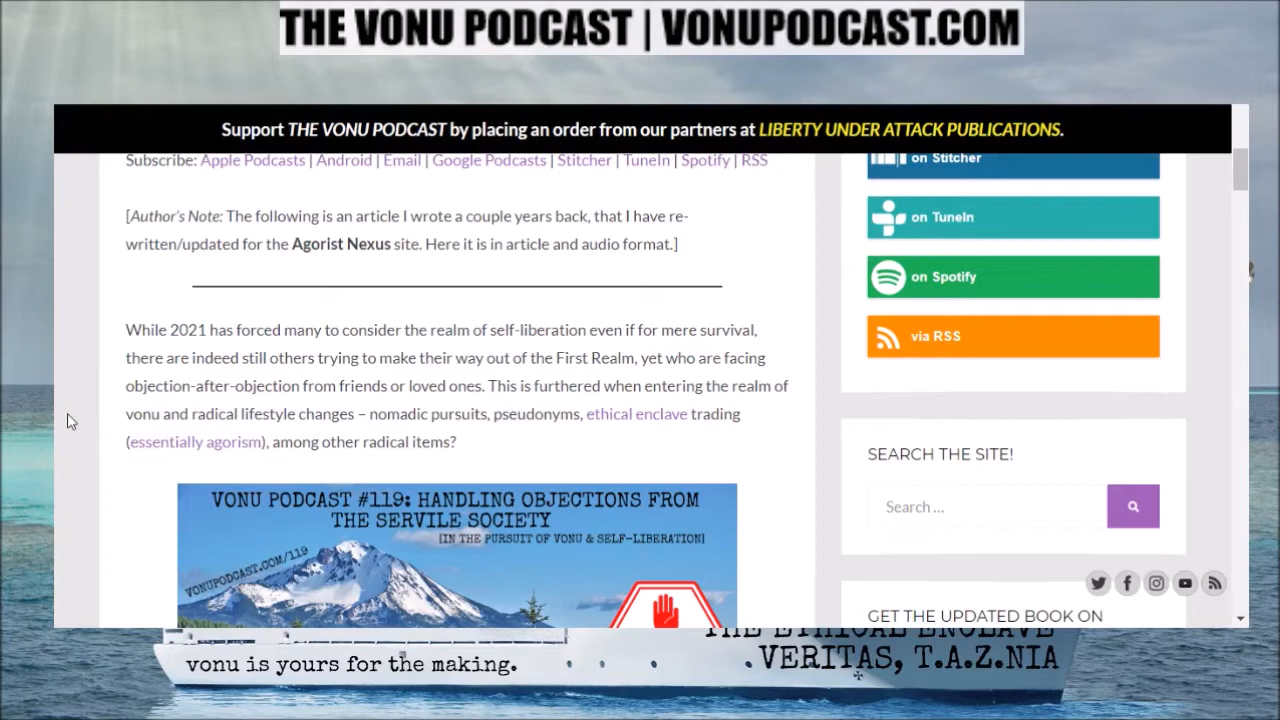 THE VONU PODCAST | VONUPODCAST.COM
Support THE VONU PODCAST by placing an order from our partners at LIBERTY UNDER ATTACK PUBLICATIONS.
Subscribe: Apple Podcasts | Android | Email | Google Podcasts | Stitcher | TuneIn | Spotify | RSS
[Author's Note: The following is an article I wrote a couple years back, that I have re-
written/updated for the Agorist Nexus site. Here it is in article and audio format.]
While 2021 has forced many to consider the realm of self-liberation even if for mere survival,
there are indeed still others trying to make their way out of the First Realm, yet who are facing
objection-after-objection from friends or loved ones. This is furthered when entering the realm of
vonu and radical lifestyle changes – nomadic pursuits, pseudonyms, ethical enclave trading
(essentially agorism), among other radical items?
VONU PODCAST #119: HANDLING OBJECTIONS FROM
THE SERVILE SOCIETY
[IN THE PURSUIT OF VONU & SELF-LIBERATION]
VONUPODCAST.COM/119
on Stitcher
on TuneIn
on Spotify
via RSS
SEARCH THE SITE!
Search ...
GET THE UPDATED BOOK ON
vonu is yours for the making.
THE ETHICAL ENCLAVE
VERITAS, T.A.Z.NIA